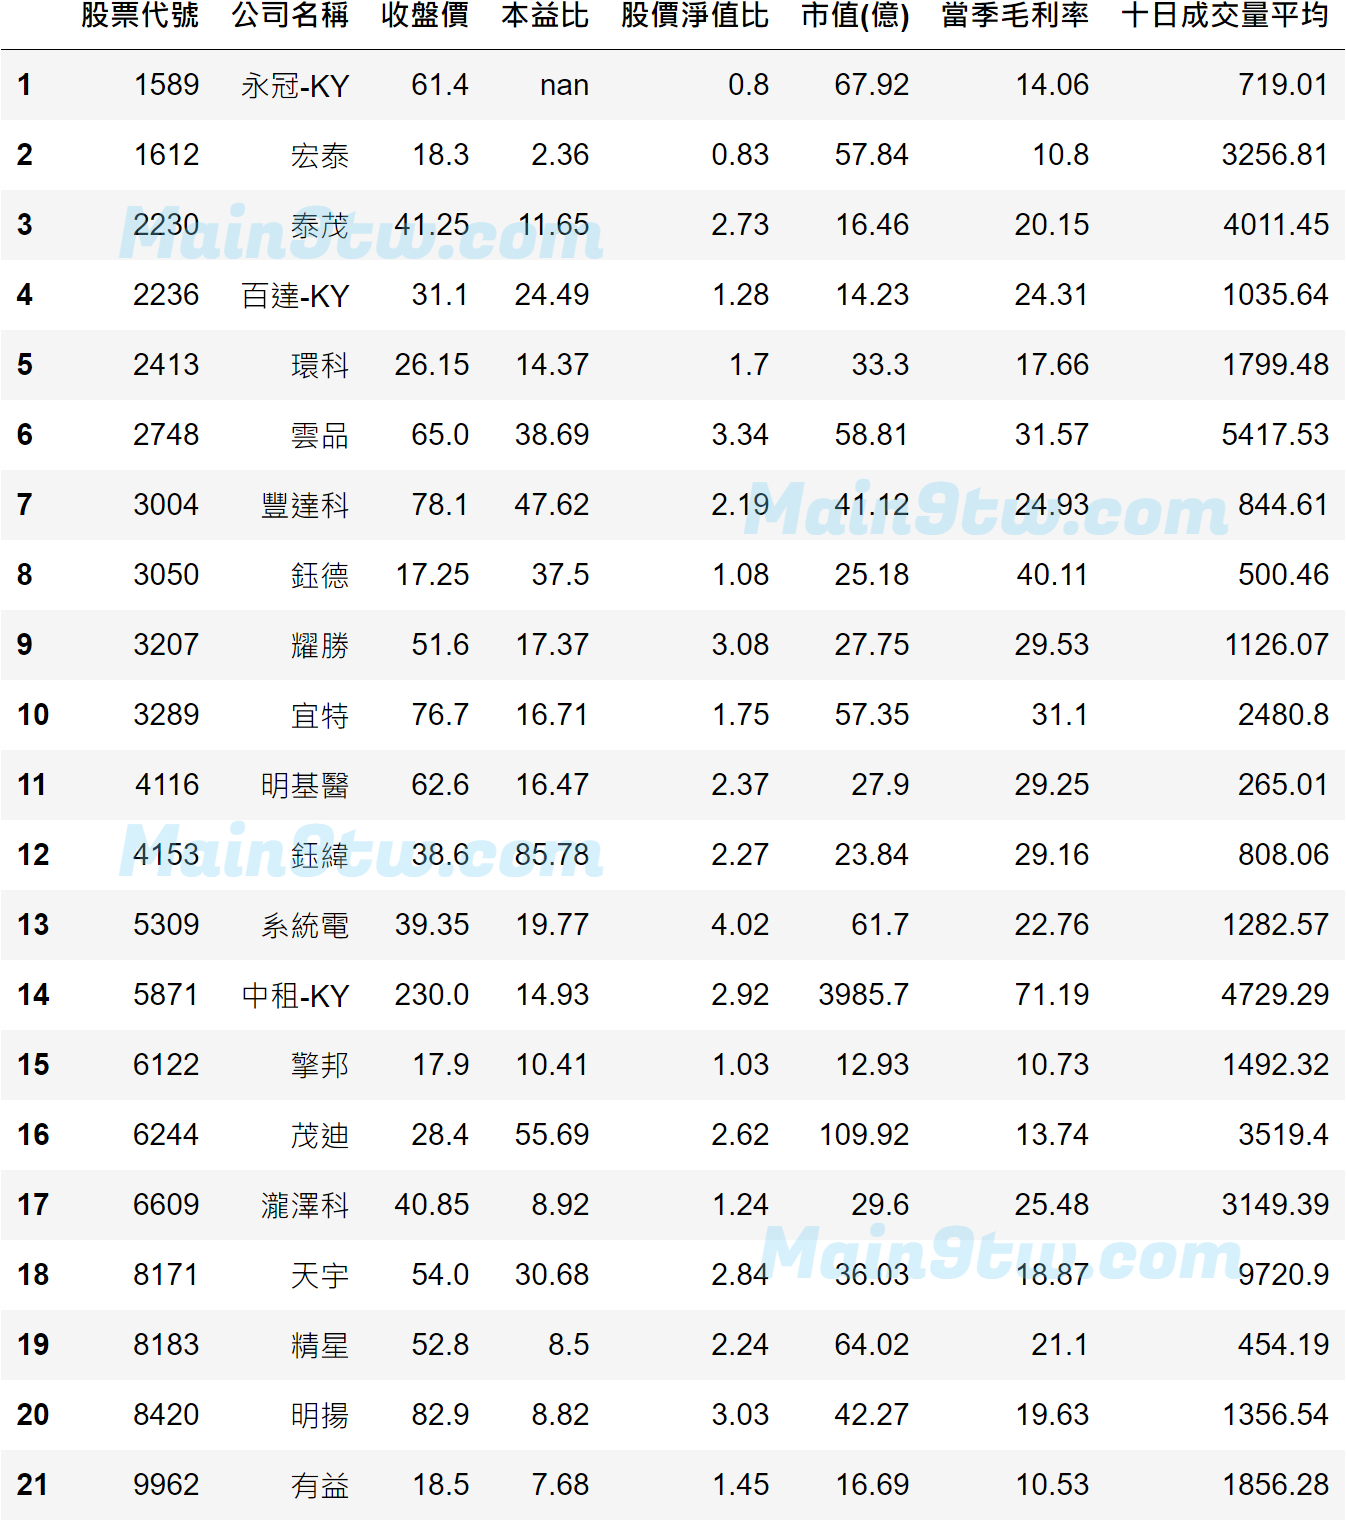 股票代號 公司名稱 收盤價 本益比 股價淨值比 市值(億) 當季毛利率 十日成交量平均
1 1589 永冠-KY 61.4 nan 0.8 67.92 14.06 719.01
2 1612 宏泰 18.3 2.36 0.83 57.84 10.8 3256.81
3 2230 泰茂 41.25 11.65 2.73 16.46 20.15 4011.45
Main9tw.com
4 2236 百達-KY 31.1 24.49 1.28 14.23 24.31 1035.64
5 2413 環科 26.15 14.37 1.7 33.3 17.66 1799.48
6 2748 雲品 65.0 38.69 3.34 58.81 31.57 5417.53
7 3004 豐達科 78.1 47.62 2.19 41.12 24.93 844.61
Main9tw.com
8 3050 鈺德 17.25 37.5 1.08 25.18 40.11 500.46
9 3207 耀勝 51.6 17.37 3.08 27.75 29.53 1126.07
10 3289 宜特 76.7 16.71 1.75 57.35 31.1 2480.8
11 4116 明基醫 62.6 16.47 2.37 27.9 29.25 265.01
12 4153 鈺緯 38.6 85.78 2.27 23.84 29.16 808.06
Main9tw.com
13 5309 系統電 39.35 19.77 4.02 61.7 22.76 1282.57
14 5871 中租-KY 230.0 14.93 2.92 3985.7 71.19 4729.29
15 6122 擎邦 17.9 10.41 1.03 12.93 10.73 1492.32
16 6244 茂迪 28.4 55.69 2.62 109.92 13.74 3519.4
17 6609 瀧澤科 40.85 8.92 1.24 29.6 25.48 3149.39
18 8171 天宇 54.0 30.68 2.84 36.03 18.87 9720.9
Main9tw.com
19 8183 精星 52.8 8.5 2.24 64.02 21.1 454.19
20 8420 明揚 82.9 8.82 3.03 42.27 19.63 1356.54
21 9962 有益 18.5 7.68 1.45 16.69 10.53 1856.28